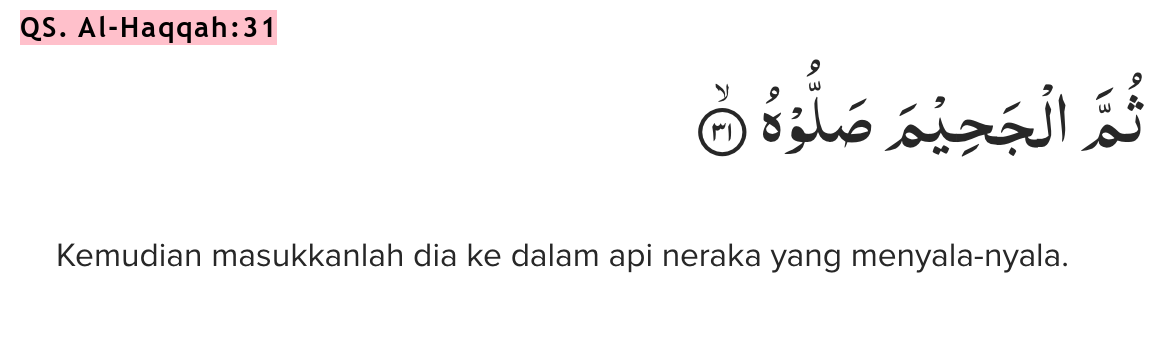 QS. Al-Haqqah:31
ثُمَّ الْجَحِيْمَ صَلُّوْهُۙ ٣١
Kemudian masukkanlah dia ke dalam api neraka yang menyala-nyala.